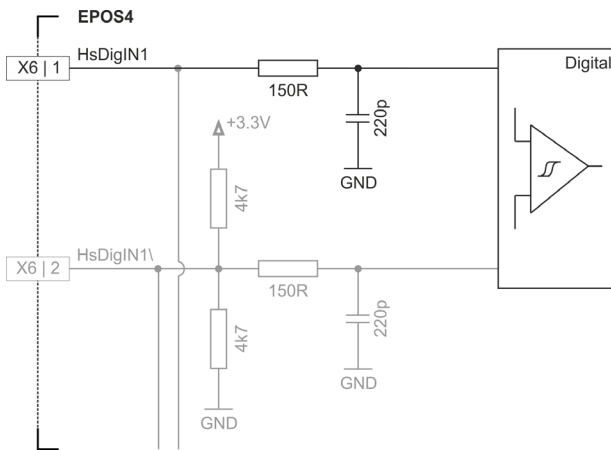 EPOS4
HsDigIN1
X6 | 1
Digital
150R
220p
+3.3V
GND
4k7
HsDigIN1\
X6 | 2
150R
4k7
220p
GND
GND